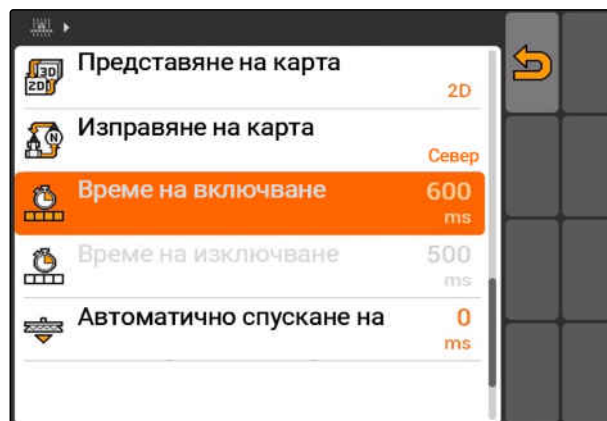 Представяне на карта
2D
Изправяне на карта
Север
Време на включване
600
ms
Време на изключване
500
ms
Автоматично спускане на
0
ms